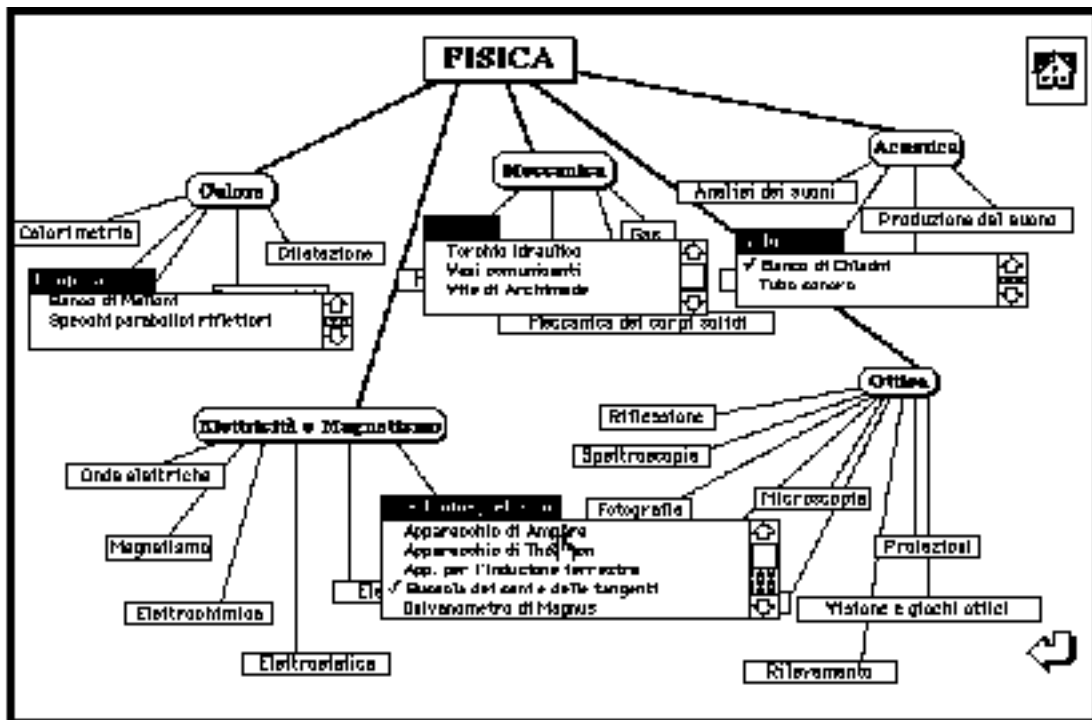 FISICA
Acustica
Meccanica
Analisi dei suoni
Calore
Produzione del suono
Calorimetria
Gas
Dilatazione
Torchio idraulico
Vasi comunicanti
Vite di Archimede
✓ Banco di Chladni
Tubo sonoro
Banco di Melloni
Specchi parabolici riflettori
Meccanica dei corpi solidi
Ottica
Riflessione
Elettricità e Magnetismo
Spettroscopia
Onde elettriche
Microscopia
Fotografia
Apparecchio di Ampère
Magnetismo
Apparecchio di
Proiezioni
App. per l'induzione terrestre
✓ Bussola dei seni e delle tangenti
Galvanometro di Magnus
Elettrochimica
Visione e giochi ottici
Elettrostatica
Rilevamento